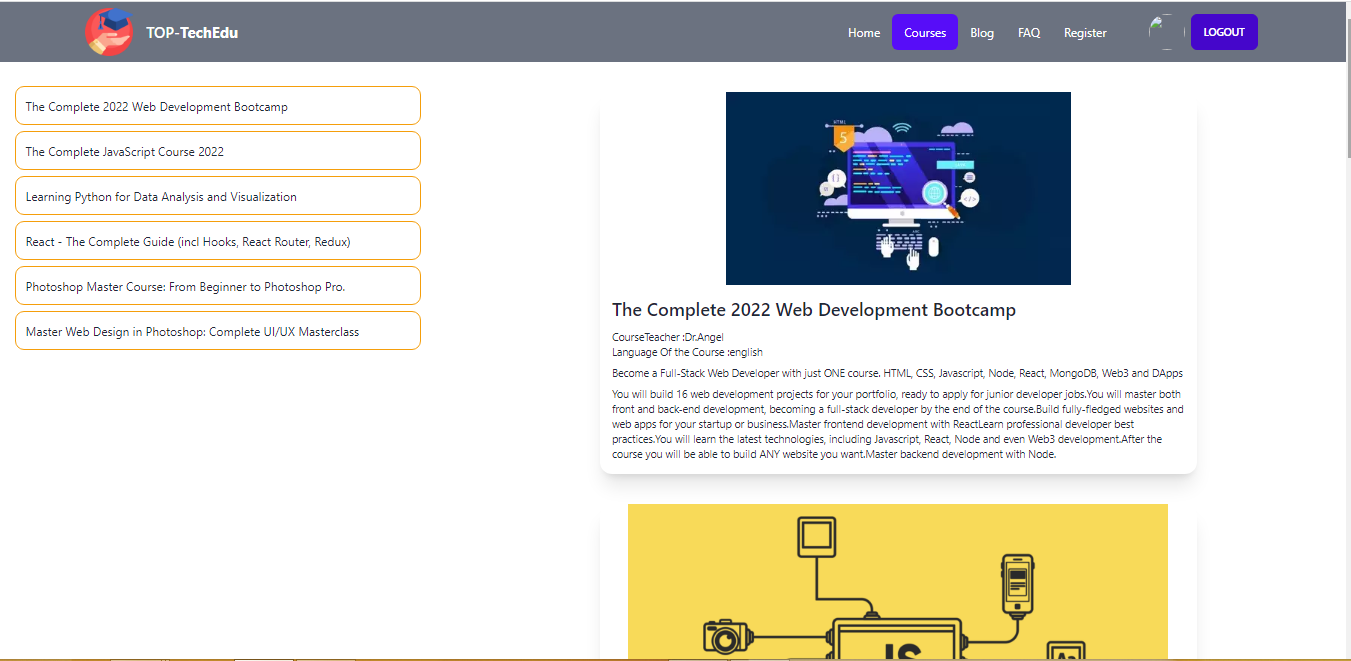 TOP-TechEdu
Home
Courses
Blog
FAQ
Register
LOGOUT
The Complete 2022 Web Development Bootcamp
The Complete JavaScript Course 2022
Learning Python for Data Analysis and Visualization
React - The Complete Guide (incl Hooks, React Router, Redux)
Photoshop Master Course: From Beginner to Photoshop Pro.
Master Web Design in Photoshop: Complete UI/UX Masterclass
HTML
5
The Complete 2022 Web Development Bootcamp
CourseTeacher :Dr.Angel
Language Of the Course :english
Become a Full-Stack Web Developer with just ONE course. HTML, CSS, Javascript, Node, React, MongoDB, Web3 and DApps
You will build 16 web development projects for your portfolio, ready to apply for junior developer jobs.You will master both
front and back-end development, becoming a full-stack developer by the end of the course.Build fully-fledged websites and
web apps for your startup or business.Master frontend development with ReactLearn professional developer best
practices.You will learn the latest technologies, including Javascript, React, Node and even Web3 development.After the
course you will be able to build ANY website you want.Master backend development with Node.
JS